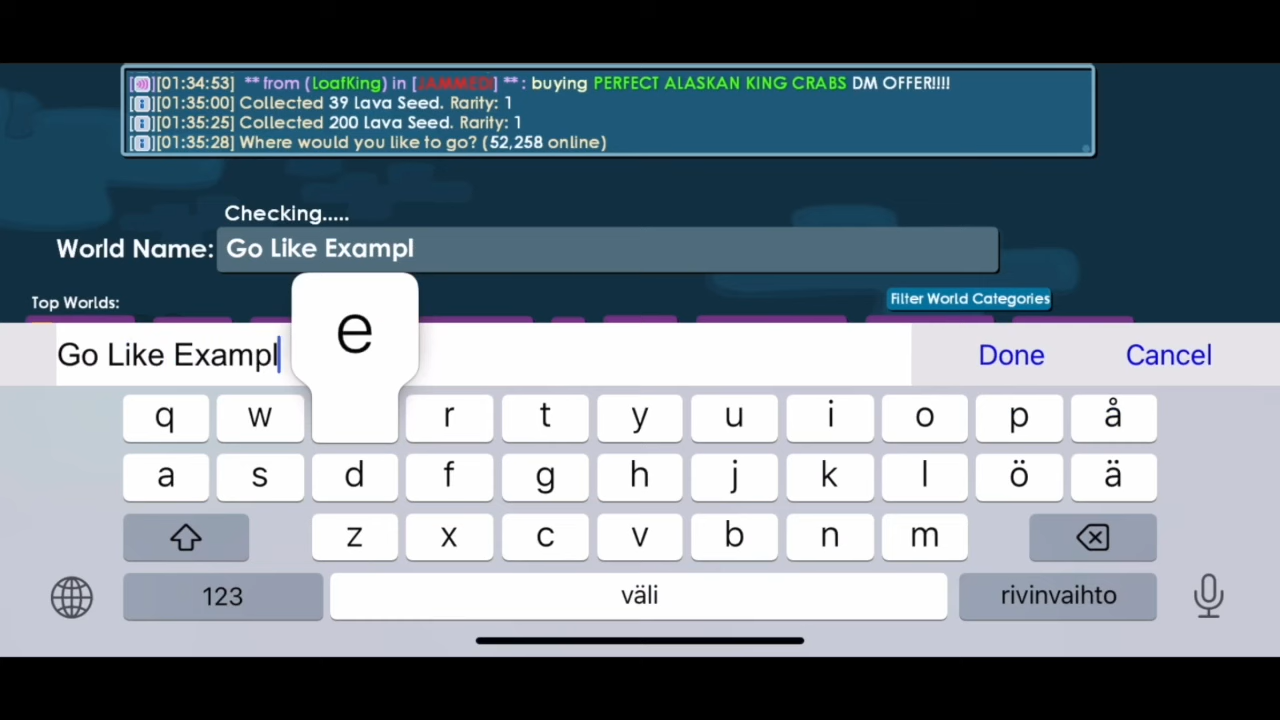 [01:34:53] ** from (LoafKing) in [JAMMED] ** : buying PERFECT ALASKAN KING CRABS DM OFFER!!!!
[01:35:00] Collected 39 Lava Seed. Rarity: 1
[01:35:25] Collected 200 Lava Seed. Rarity: 1
[01:35:28] Where would you like to go? (52,258 online)
Checking.....
World Name: Go Like Exampl
Top Worlds:
Filter World Categories
Go Like Exampl
Done
Cancel
e
q w r t y u i o p å
a s d f g h j k l ö ä
z x c v b n m
123 väli rivinvaihto